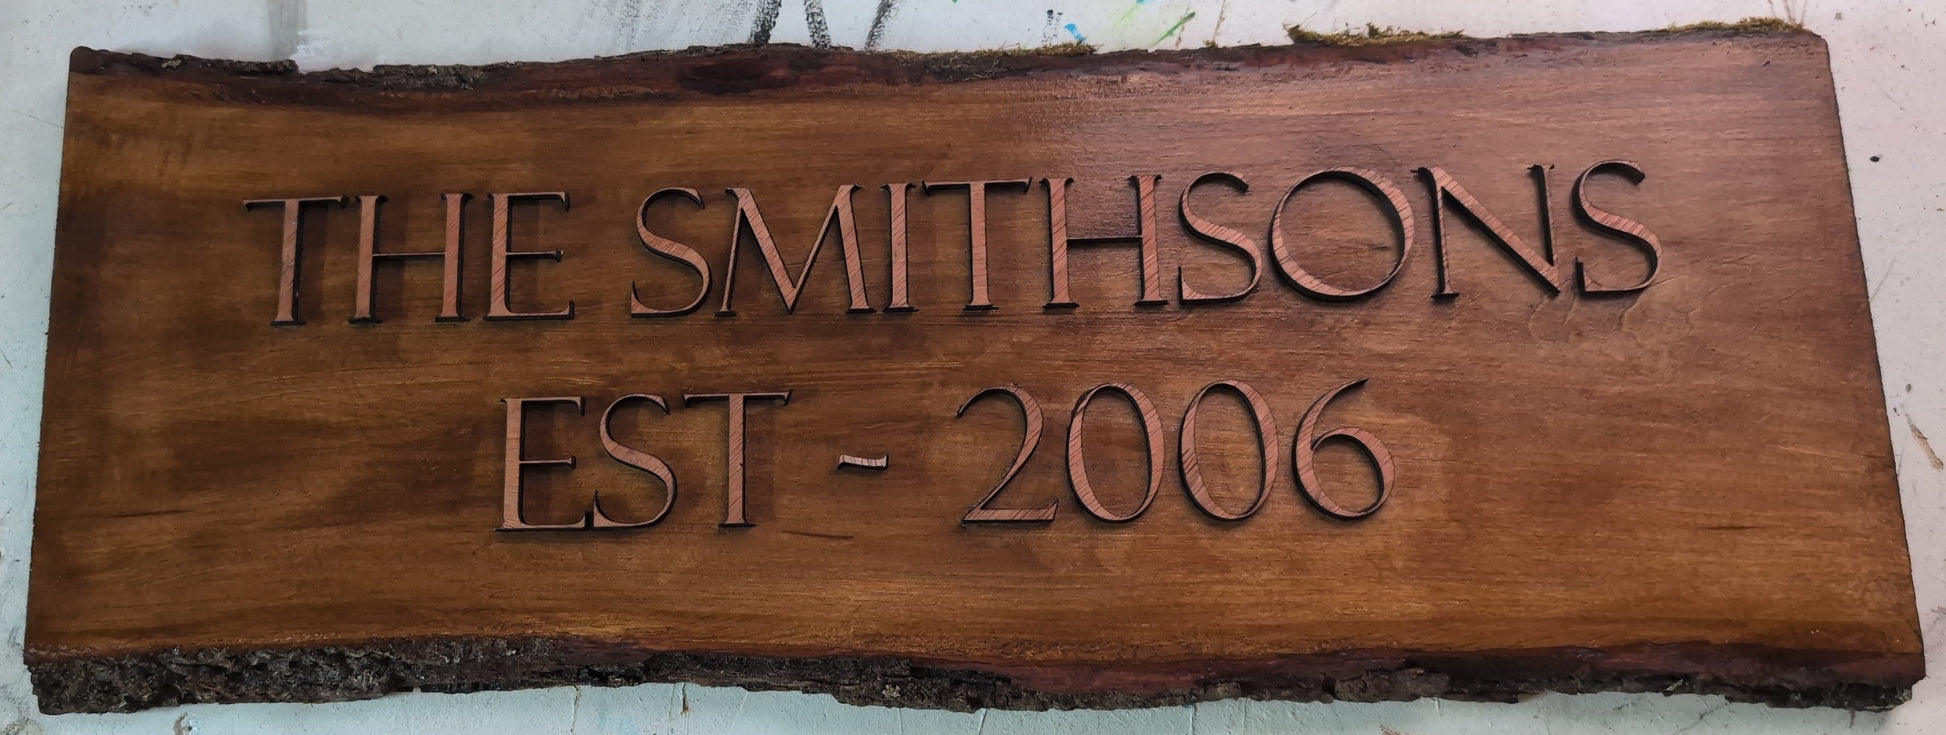 THE SMITHSONS
EST - 2006